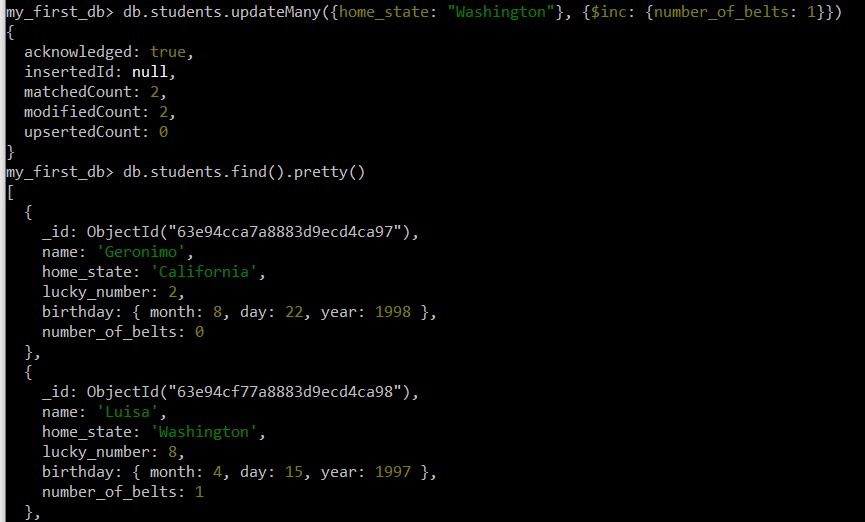 my_first_db> db.students.updateMany({home_state: "Washington"}, {$inc: {number_of_belts: 1}})
{
  acknowledged: true,
  insertedId: null,
  matchedCount: 2,
  modifiedCount: 2,
  upsertedCount: 0
}
my_first_db> db.students.find().pretty()
[
  {
    _id: ObjectId("63e94cca7a8883d9ecd4ca97"),
    name: 'Geronimo',
    home_state: 'California',
    lucky_number: 2,
    birthday: { month: 8, day: 22, year: 1998 },
    number_of_belts: 0
  },
  {
    _id: ObjectId("63e94cf77a8883d9ecd4ca98"),
    name: 'Luisa',
    home_state: 'Washington',
    lucky_number: 8,
    birthday: { month: 4, day: 15, year: 1997 },
    number_of_belts: 1
  },